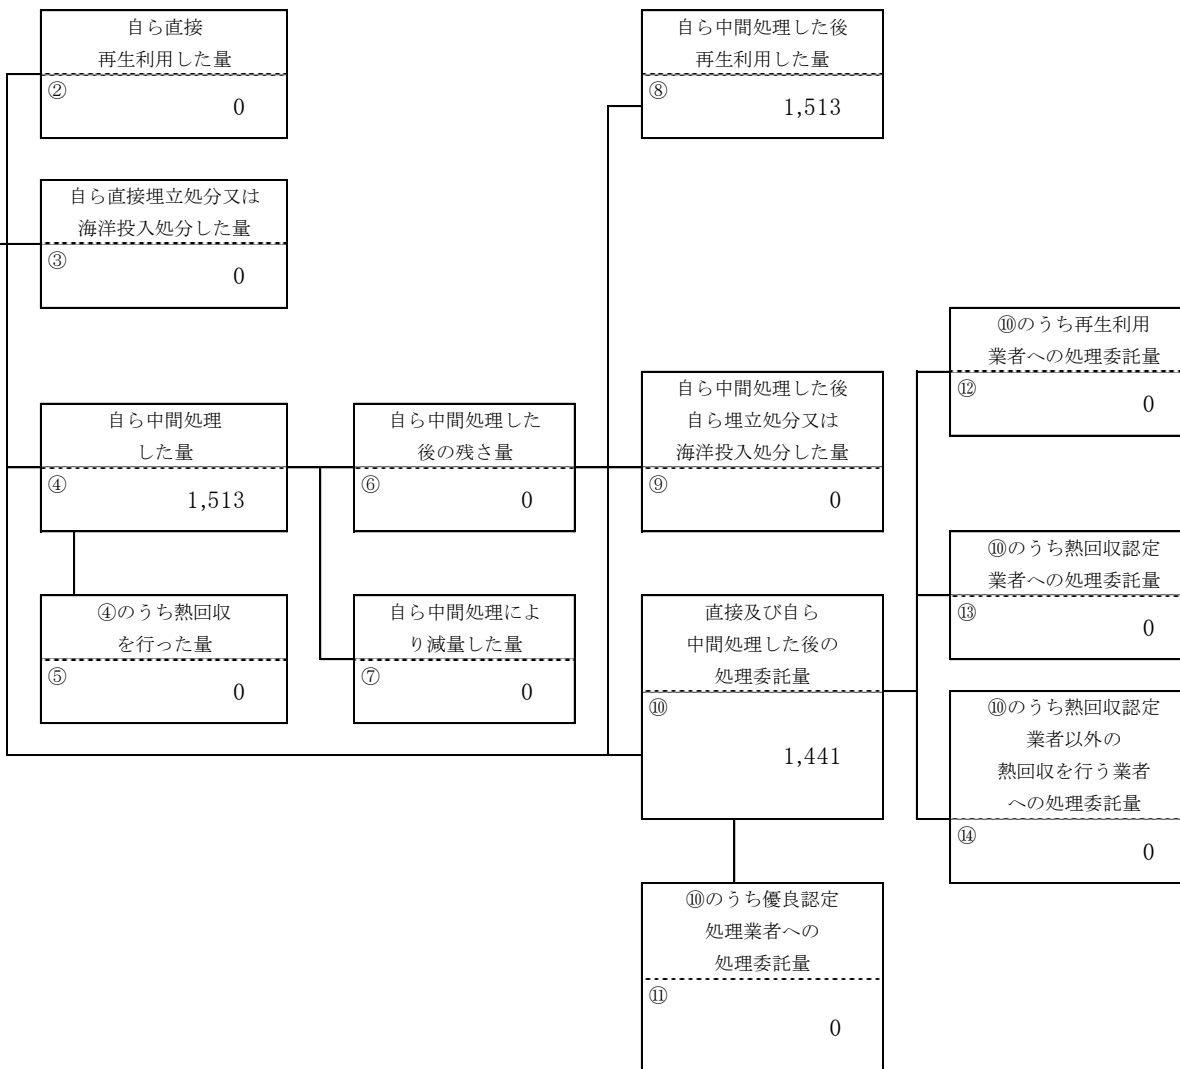 自ら直接
再生利用した量
②
0
自ら中間処理した後
再生利用した量
⑧
1,513
自ら直接埋立処分又は
海洋投入処分した量
③
0
⑩のうち再生利用
業者への処理委託量
⑫
0
自ら中間処理
した量
④
1,513
自ら中間処理した
後の残さ量
⑥
0
自ら中間処理した後
自ら埋立処分又は
海洋投入処分した量
⑨
0
⑩のうち熱回収認定
業者への処理委託量
⑬
0
④のうち熱回収
を行った量
⑤
0
自ら中間処理によ
り減量した量
⑦
0
直接及び自ら
中間処理した後の
処理委託量
⑩
1,441
⑩のうち熱回収認定
業者以外の
熱回収を行う業者
への処理委託量
⑭
0
⑩のうち優良認定
処理業者への
処理委託量
⑪
0